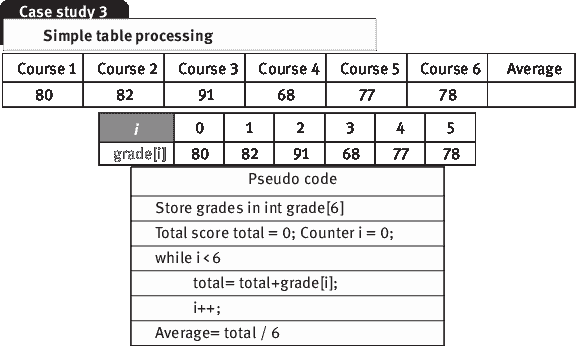 Case study 3
Simple table processing
Course 1 Course 2 Course 3 Course 4 Course 5 Course 6 Average
80 82 91 68 77 78
i 0 1 2 3 4 5
grade[i] 80 82 91 68 77 78
Pseudo code
Store grades in int grade[6]
Total score total = 0; Counter i = 0;
while i<6
total= total+grade[i];
i++;
Average= total / 6